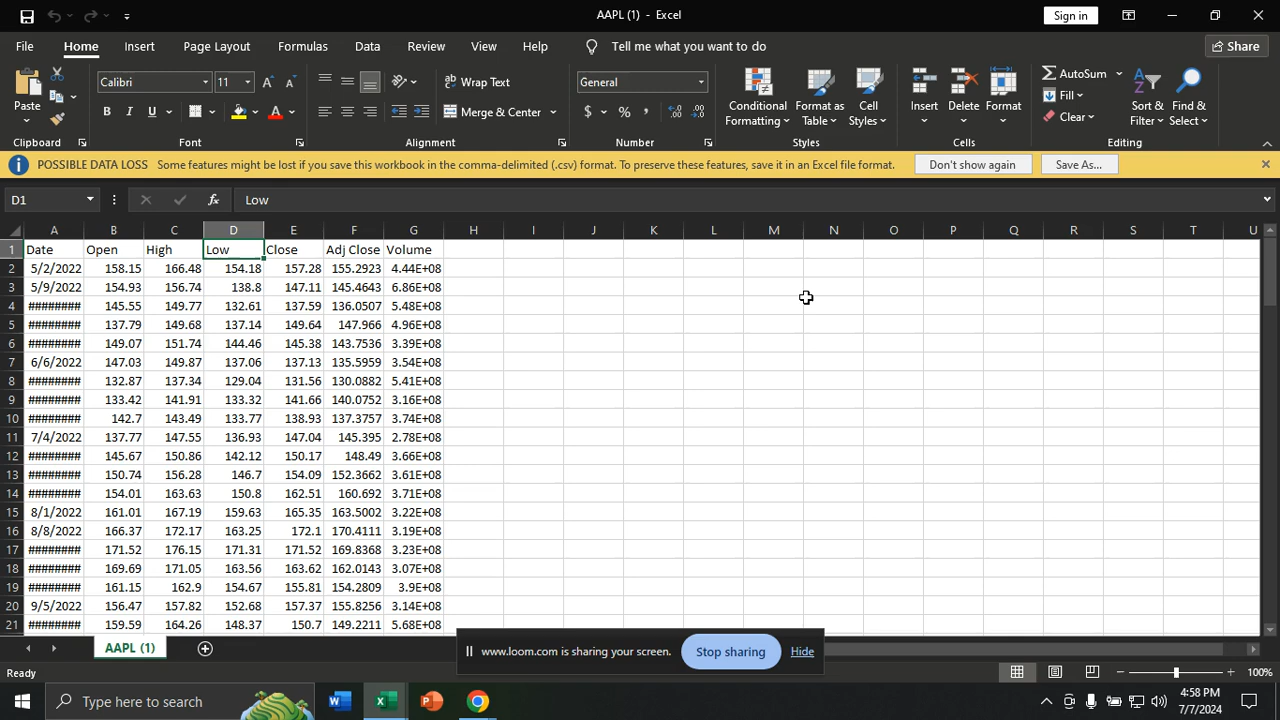 AAPL (1) - Excel
Sign in
File Home Insert Page Layout Formulas Data Review View Help Tell me what you want to do Share
Paste
Clipboard
Calibri 11
B I U
Font
Wrap Text
Merge & Center
Alignment
General
$ % ,
Number
Conditional Formatting
Format as Table
Cell Styles
Styles
Insert Delete Format
Cells
AutoSum
Fill
Clear
Sort & Filter
Find & Select
Editing
POSSIBLE DATA LOSS Some features might be lost if you save this workbook in the comma-delimited (.csv) format. To preserve these features, save it in an Excel file format. Don't show again Save As...
D1 fx Low
A B C D E F G H I J K L M N O P Q R S T U
1 Date Open High Low Close Adj Close Volume
2 5/2/2022 158.15 166.48 154.18 157.28 155.2923 4.44E+08
3 5/9/2022 154.93 156.74 138.8 147.11 145.4643 6.86E+08
4 ######## 145.55 149.77 132.61 137.59 136.0507 5.48E+08
5 ######## 137.79 149.68 137.14 149.64 147.966 4.96E+08
6 ######## 149.07 151.74 144.46 145.38 143.7536 3.39E+08
7 6/6/2022 147.03 149.87 137.06 137.13 135.5959 3.54E+08
8 ######## 132.87 137.34 129.04 131.56 130.0882 5.41E+08
9 ######## 133.42 141.91 133.32 141.66 140.0752 3.16E+08
10 ######## 142.7 143.49 133.77 138.93 137.3757 3.74E+08
11 7/4/2022 137.77 147.55 136.93 147.04 145.395 2.78E+08
12 ######## 145.67 150.86 142.12 150.17 148.49 3.66E+08
13 ######## 150.74 156.28 146.7 154.09 152.3662 3.61E+08
14 ######## 154.01 163.63 150.8 162.51 160.692 3.71E+08
15 8/1/2022 161.01 167.19 159.63 165.35 163.5002 3.22E+08
16 8/8/2022 166.37 172.17 163.25 172.1 170.4111 3.19E+08
17 ######## 171.52 176.15 171.31 171.52 169.8368 3.23E+08
18 ######## 169.69 171.05 163.56 163.62 162.0143 3.07E+08
19 ######## 161.15 162.9 154.67 155.81 154.2809 3.9E+08
20 9/5/2022 156.47 157.82 152.68 157.37 155.8256 3.14E+08
21 ######## 159.59 164.26 148.37 150.7 149.2211 5.68E+08
AAPL (1)
www.loom.com is sharing your screen. Stop sharing Hide
Ready
100%
Type here to search
4:58 PM
7/7/2024